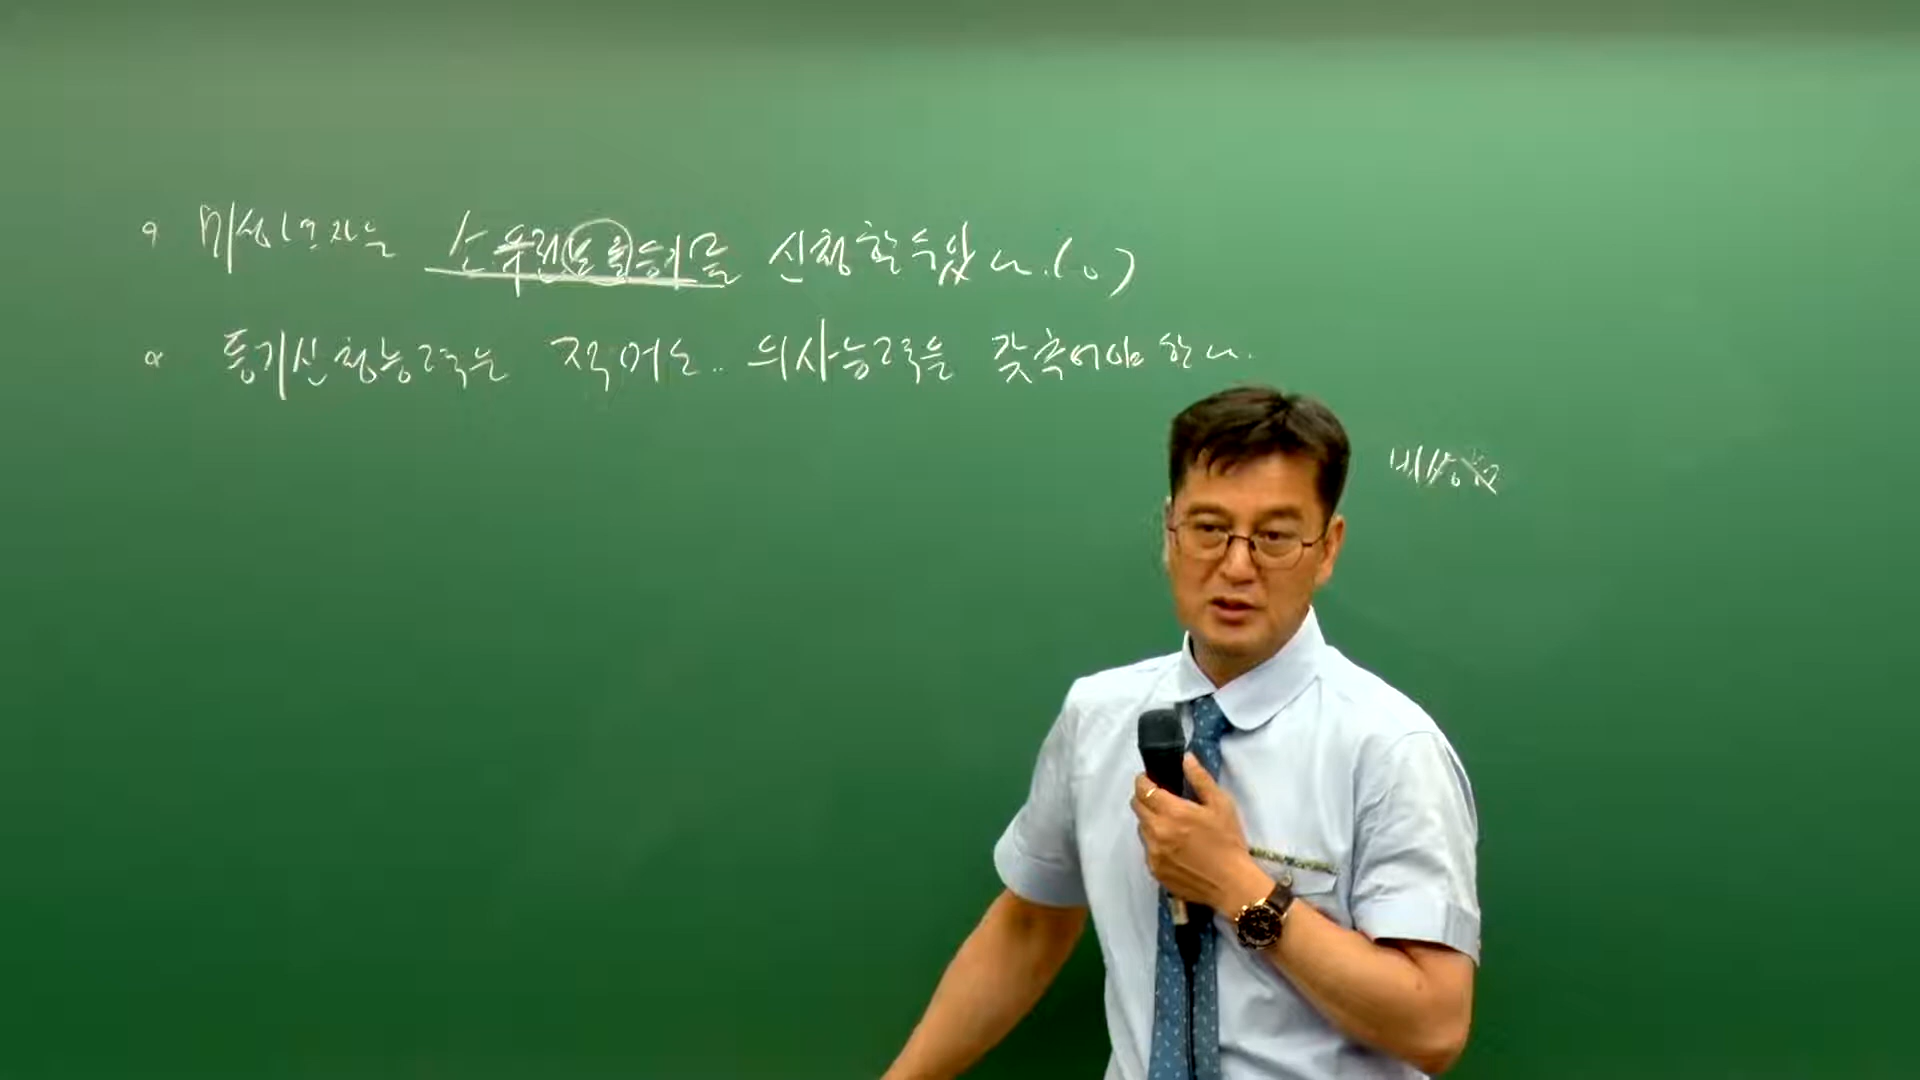 미성년자는 소유권보존등기를 신청할 수 있다.(○)
등기신청능력은 적어도.. 의사능력을 갖추어야 한다.